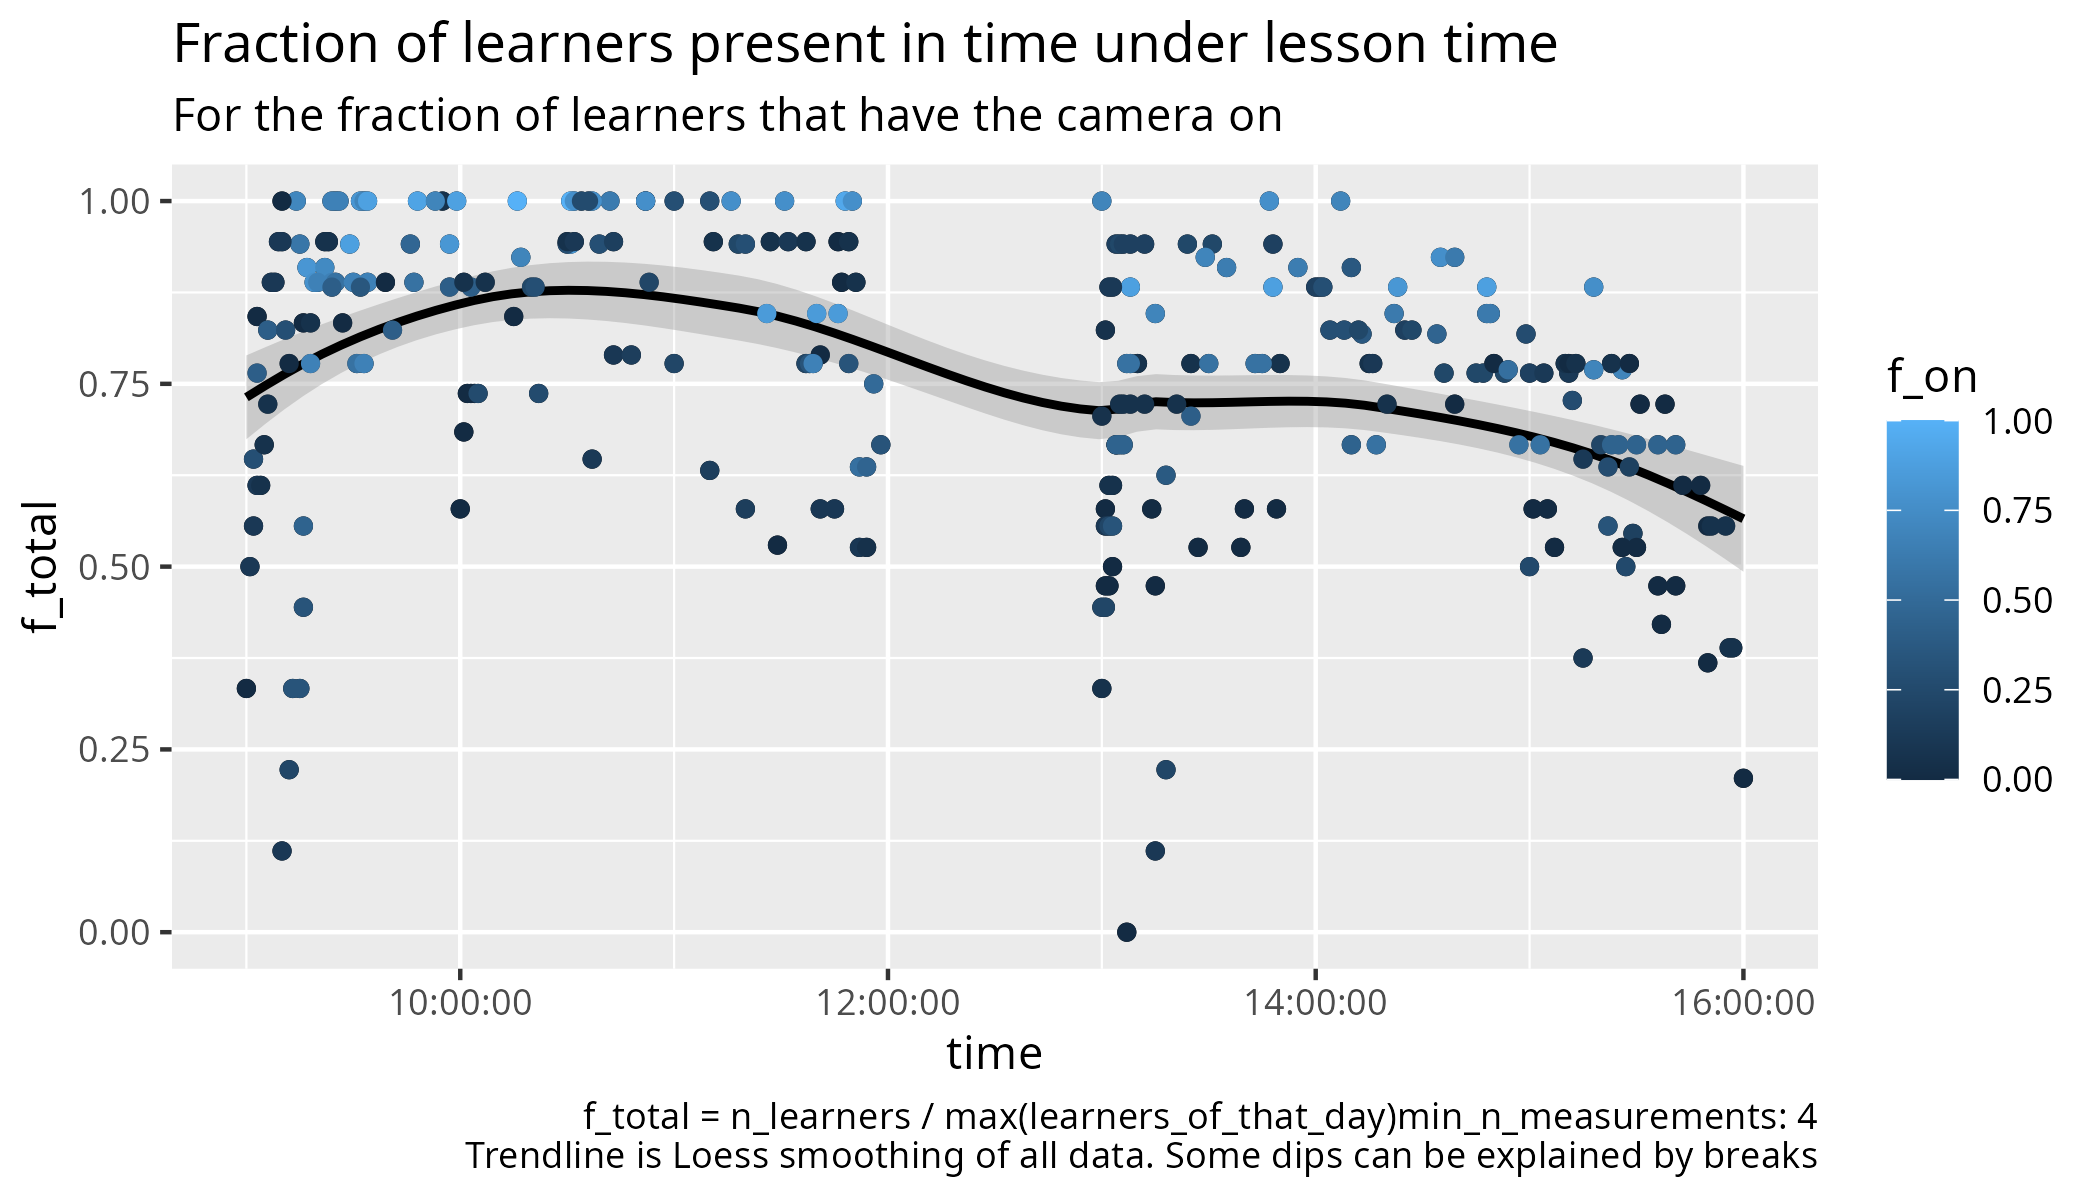 Fraction of learners present in time under lesson time
For the fraction of learners that have the camera on
1.00
0.75
0.50
0.25
0.00
f_total
10:00:00
12:00:00
14:00:00
16:00:00
time
f_on
1.00
0.75
0.50
0.25
0.00
f_total = n_learners / max(learners_of_that_day)min_n_measurements: 4
Trendline is Loess smoothing of all data. Some dips can be explained by breaks